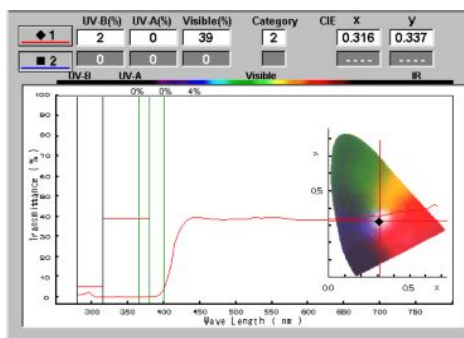 UV-B(%) UV-A(%) Visible(%) Category CIE X y
◆ 1 2 0 39 2 0.316 0.337
■ 2 0 0 0 ---- ----
UV-B UV-A Visible IR
0% 0% 4%
100
90
80
70
60
50
40
30
20
10
0
Transmittance ( % )
300 350 400 450 500 550 600 650 700 750
Wave Length ( nm )
y
0.5
0.0 0.5 X